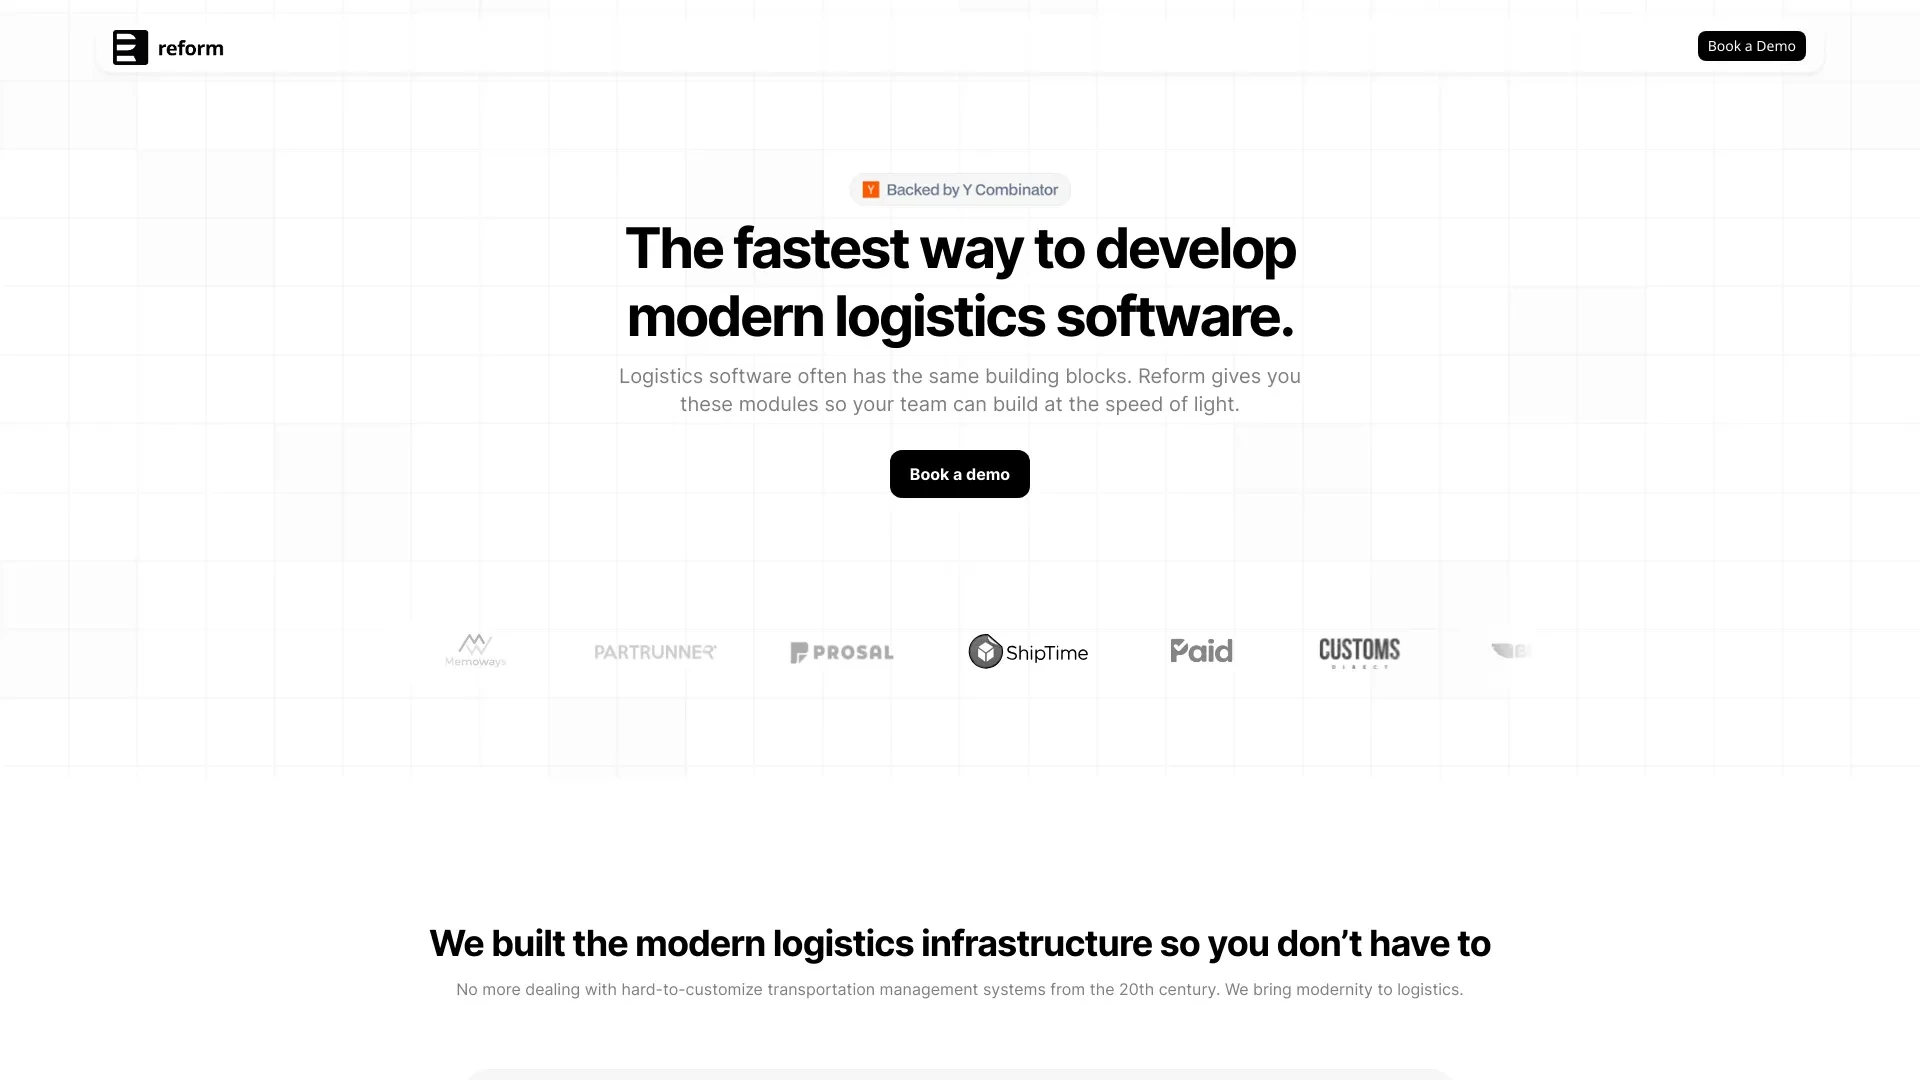 reform
Book a Demo
Y Backed by Y Combinator
The fastest way to develop
modern logistics software.
Logistics software often has the same building blocks. Reform gives you
these modules so your team can build at the speed of light.
Book a demo
Memoways PARTRUNNER PROSAL ShipTime Paid CUSTOMS
DIRECT
We built the modern logistics infrastructure so you don’t have to
No more dealing with hard-to-customize transportation management systems from the 20th century. We bring modernity to logistics.